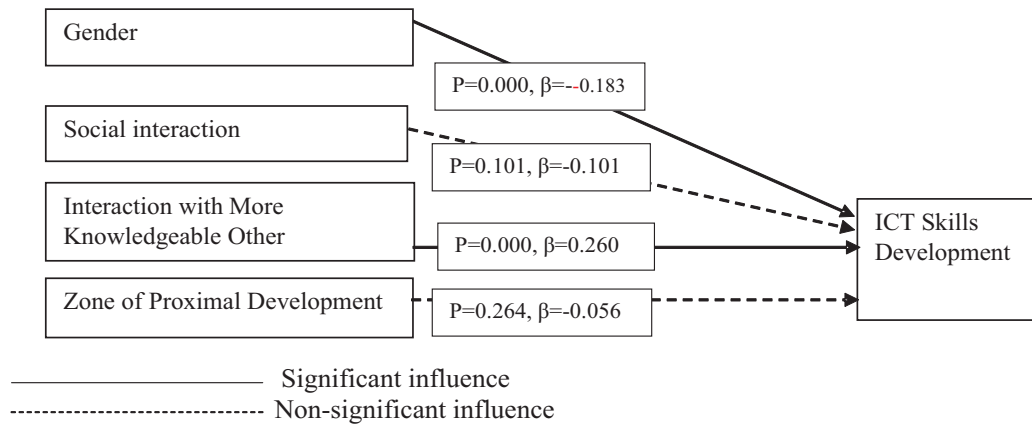 Gender
P=0.000, β=--0.183
Social interaction
P=0.101, β=-0.101
Interaction with More
Knowledgeable Other
P=0.000, β=0.260
ICT Skills
Development
Zone of Proximal Development
P=0.264, β=-0.056
Significant influence
Non-significant influence